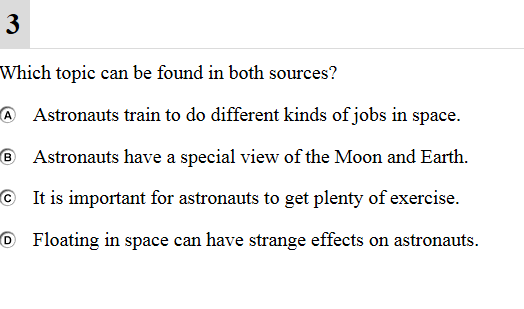 3
Which topic can be found in both sources?
A Astronauts train to do different kinds of jobs in space.
B Astronauts have a special view of the Moon and Earth.
C It is important for astronauts to get plenty of exercise.
D Floating in space can have strange effects on astronauts.